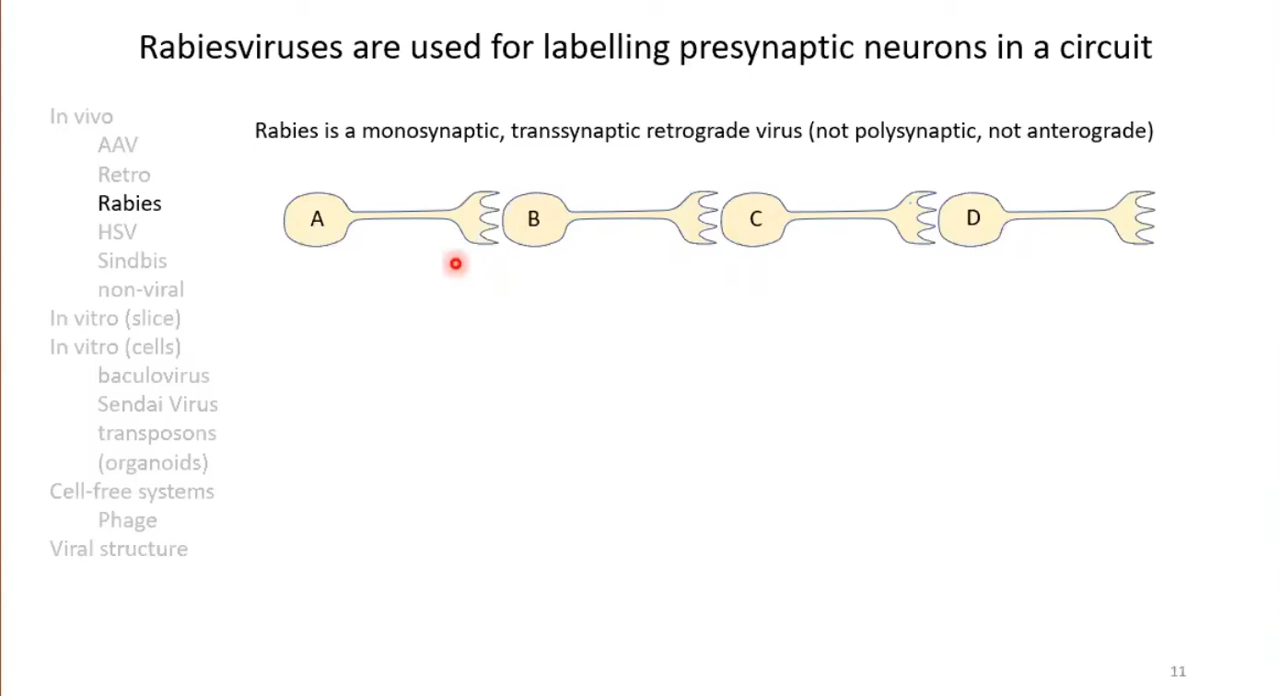 Rabiesviruses are used for labelling presynaptic neurons in a circuit
In vivo
AAV
Retro
Rabies
HSV
Sindbis
non-viral
In vitro (slice)
In vitro (cells)
baculovirus
Sendai Virus
transposons
(organoids)
Cell-free systems
Phage
Viral structure
Rabies is a monosynaptic, transsynaptic retrograde virus (not polysynaptic, not anterograde)
A B C D
11